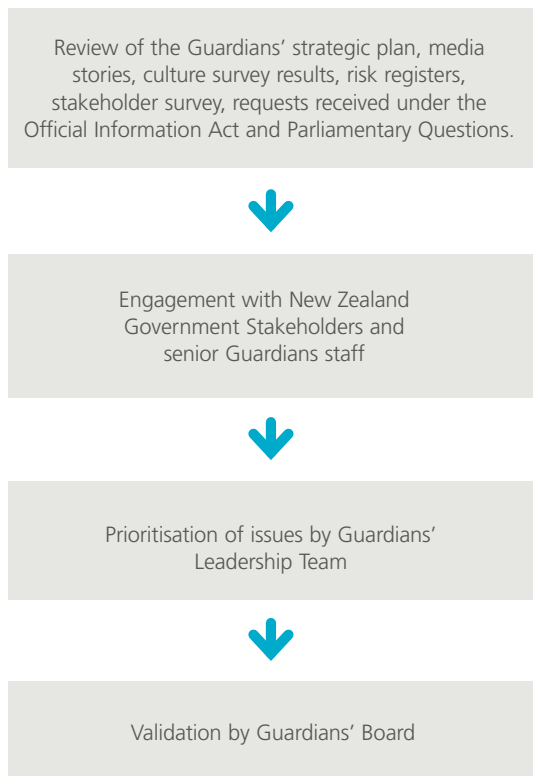 Review of the Guardians’ strategic plan, media
stories, culture survey results, risk registers,
stakeholder survey, requests received under the
Official Information Act and Parliamentary Questions.
Engagement with New Zealand
Government Stakeholders and
senior Guardians staff
Prioritisation of issues by Guardians’
Leadership Team
Validation by Guardians’ Board